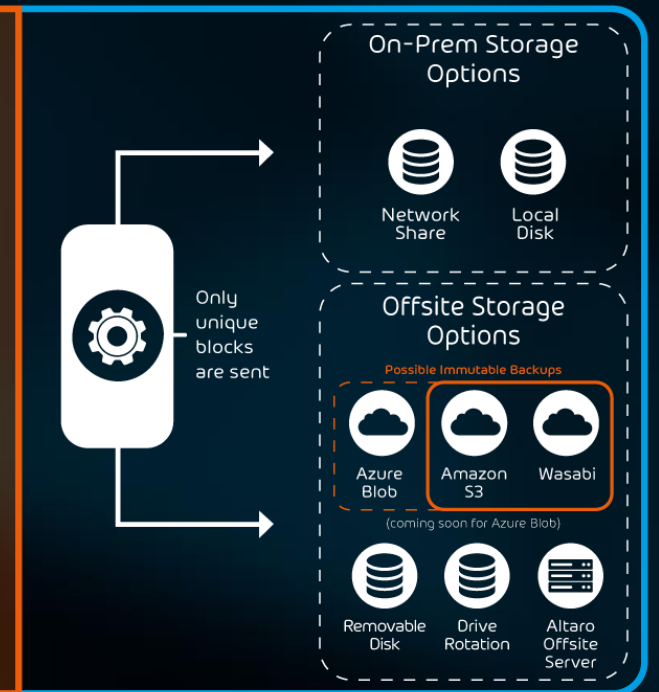 On-Prem Storage
Options
Network
Share
Local
Disk
Only
unique
blocks
are sent
Offsite Storage
Options
Possible Immutable Backups
Azure
Blob
Amazon
S3
Wasabi
(coming soon for Azure Blob)
Removable
Disk
Drive
Rotation
Altaro
Offsite
Server